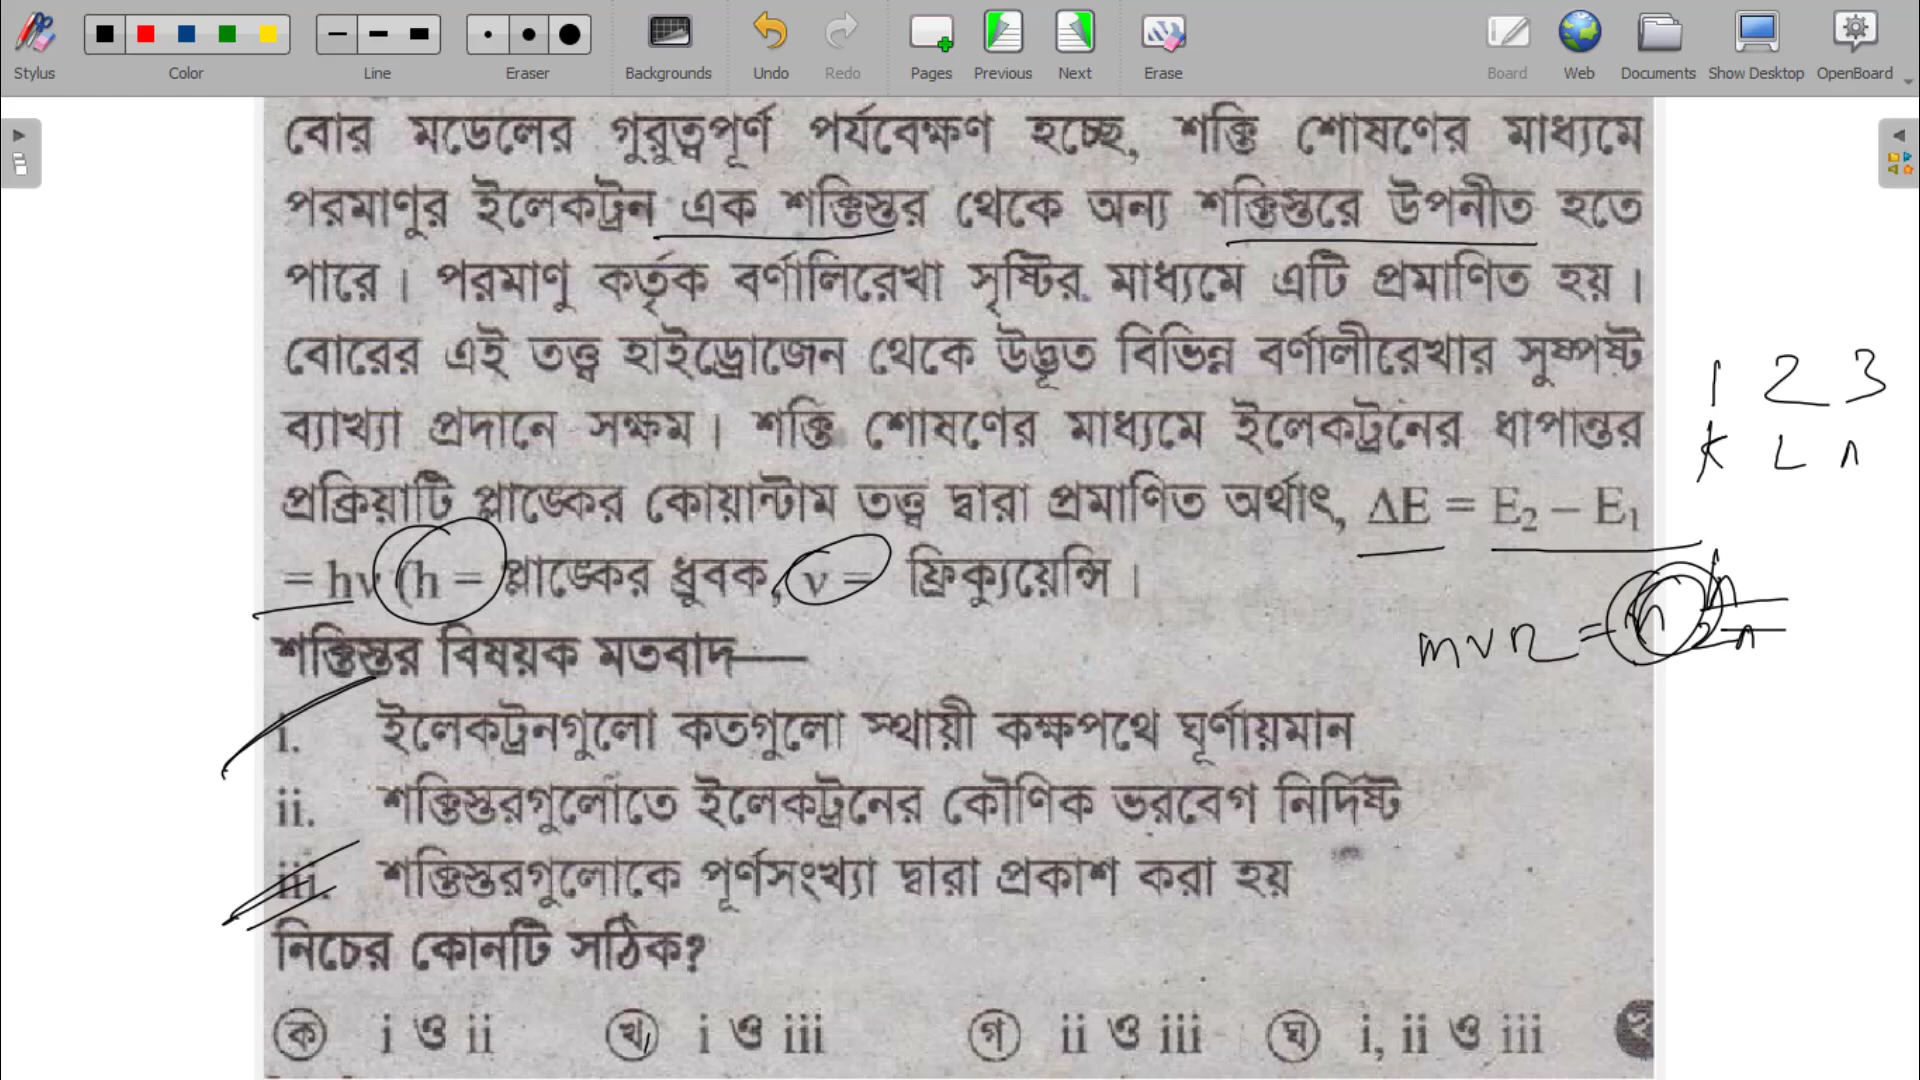 Stylus
Color
Line
Eraser
Backgrounds
Undo
Redo
Pages
Previous
Next
Erase
Board
Web
Documents
Show Desktop
OpenBoard
বোর মডেলের গুরুত্বপূর্ণ পর্যবেক্ষণ হচ্ছে, শক্তি শোষণের মাধ্যমে
পরমাণুর ইলেকট্রন এক শক্তিস্তর থেকে অন্য শক্তিস্তরে উপনীত হতে
পারে। পরমাণু কর্তৃক বর্ণালিরেখা সৃষ্টির মাধ্যমে এটি প্রমাণিত হয়।
বোরের এই তত্ত্ব হাইড্রোজেন থেকে উদ্ভূত বিভিন্ন বর্ণালীরেখার সুষ্পষ্ট
ব্যাখ্যা প্রদানে সক্ষম। শক্তি শোষণের মাধ্যমে ইলেকট্রনের ধাপান্তর
প্রক্রিয়াটি প্লাঙ্কের কোয়ান্টাম তত্ত্ব দ্বারা প্রমাণিত অর্থাৎ, ΔE = E₂ – E₁
= hv (h = প্লাঙ্কের ধ্রুবক, v = ফ্রিক্যুয়েন্সি।
1 2 3
K L
mvr =
শক্তিস্তর বিষয়ক মতবাদ—
i. ইলেকট্রনগুলো কতগুলো স্থায়ী কক্ষপথে ঘূর্ণায়মান
ii. শক্তিস্তরগুলোতে ইলেকট্রনের কৌণিক ভরবেগ নির্দিষ্ট
iii. শক্তিস্তরগুলোকে পূর্ণসংখ্যা দ্বারা প্রকাশ করা হয়
নিচের কোনটি সঠিক?
ক i ও ii খ i ও iii গ ii ও iii ঘ i, ii ও iii